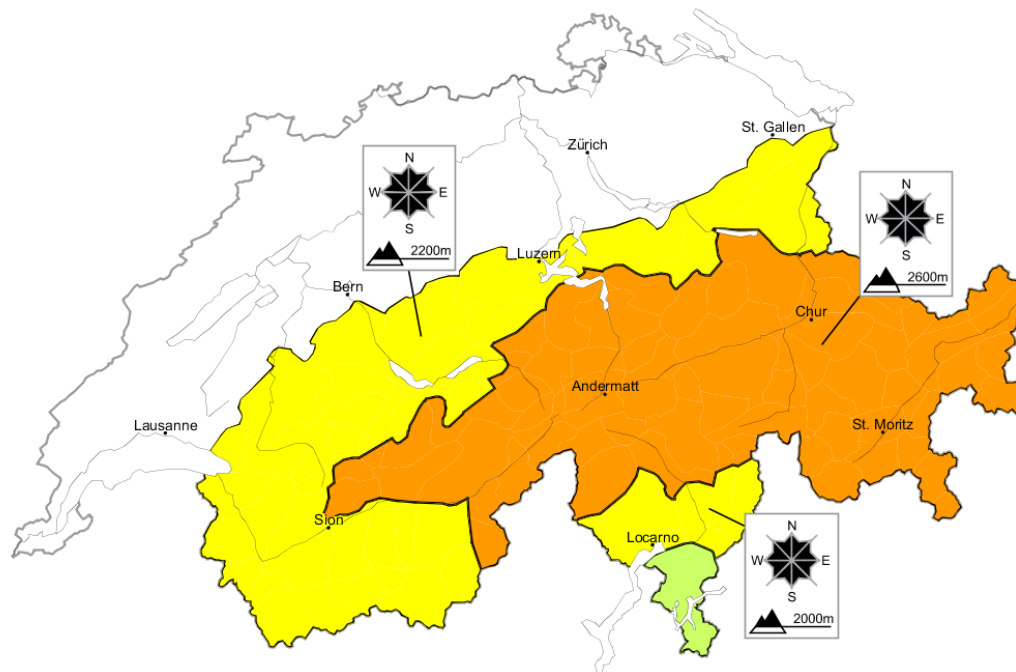 St. Gallen
Zürich
N
W E
S
2200m
N
W E
S
2600m
Luzern
Bern
Chur
Andermatt
Lausanne
St. Moritz
Sion
Locarno
N
W E
S
2000m